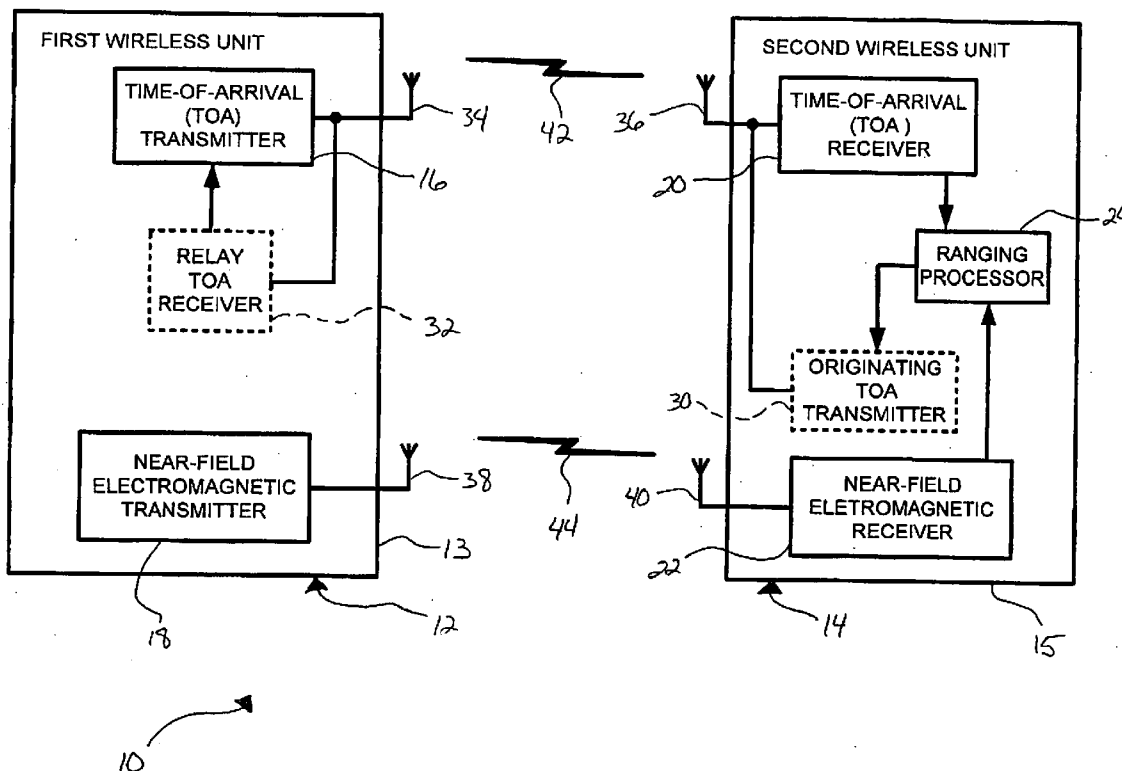 FIRST WIRELESS UNIT
TIME-OF-ARRIVAL
(TOA)
TRANSMITTER
16
34
RELAY
TOA
RECEIVER
32
NEAR-FIELD
ELECTROMAGNETIC
TRANSMITTER
18
38
13
12
42
44
SECOND WIRELESS UNIT
36
TIME-OF-ARRIVAL
(TOA )
RECEIVER
20
24
RANGING
PROCESSOR
ORIGINATING
TOA
TRANSMITTER
30
40
NEAR-FIELD
ELETROMAGNETIC
RECEIVER
22
14
15
10